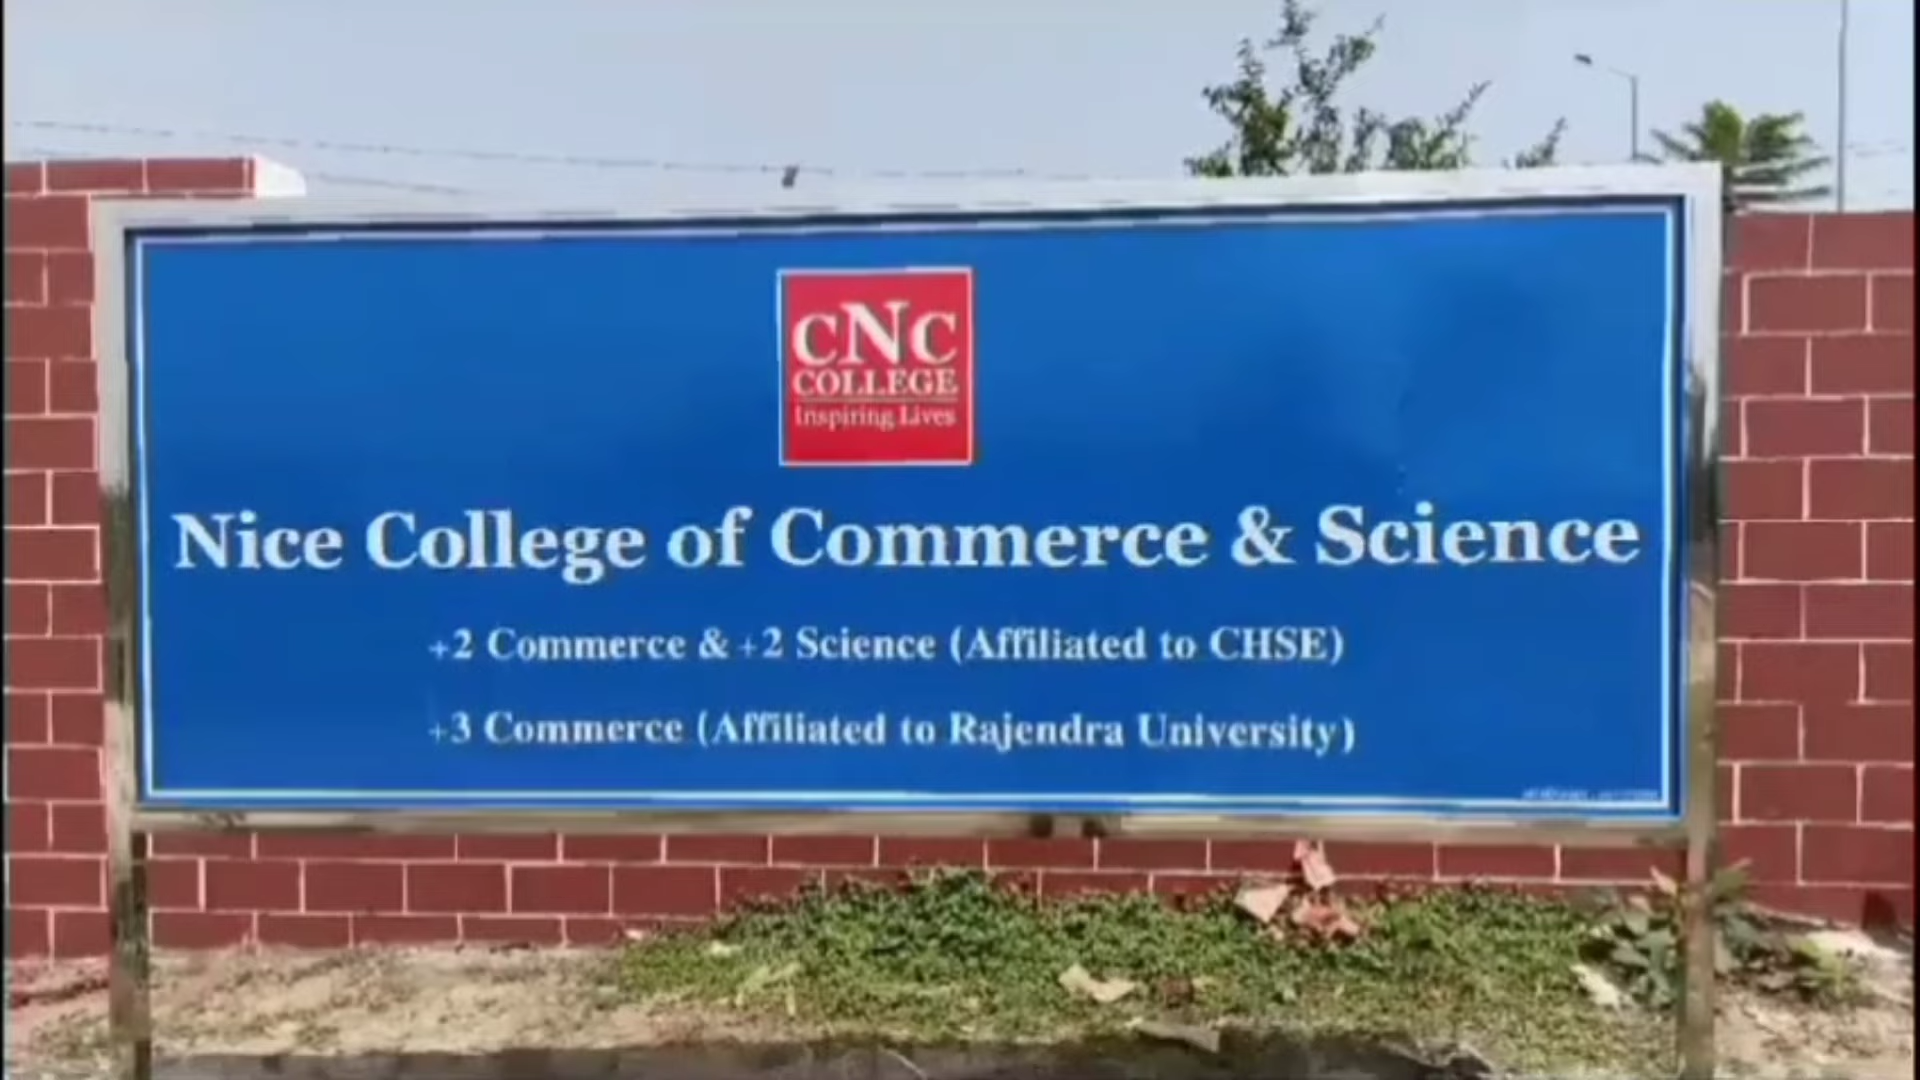 CNC
COLLEGE
Inspiring Lives
Nice College of Commerce & Science
+2 Commerce & +2 Science (Affiliated to CHSE)
+3 Commerce (Affiliated to Rajendra University)